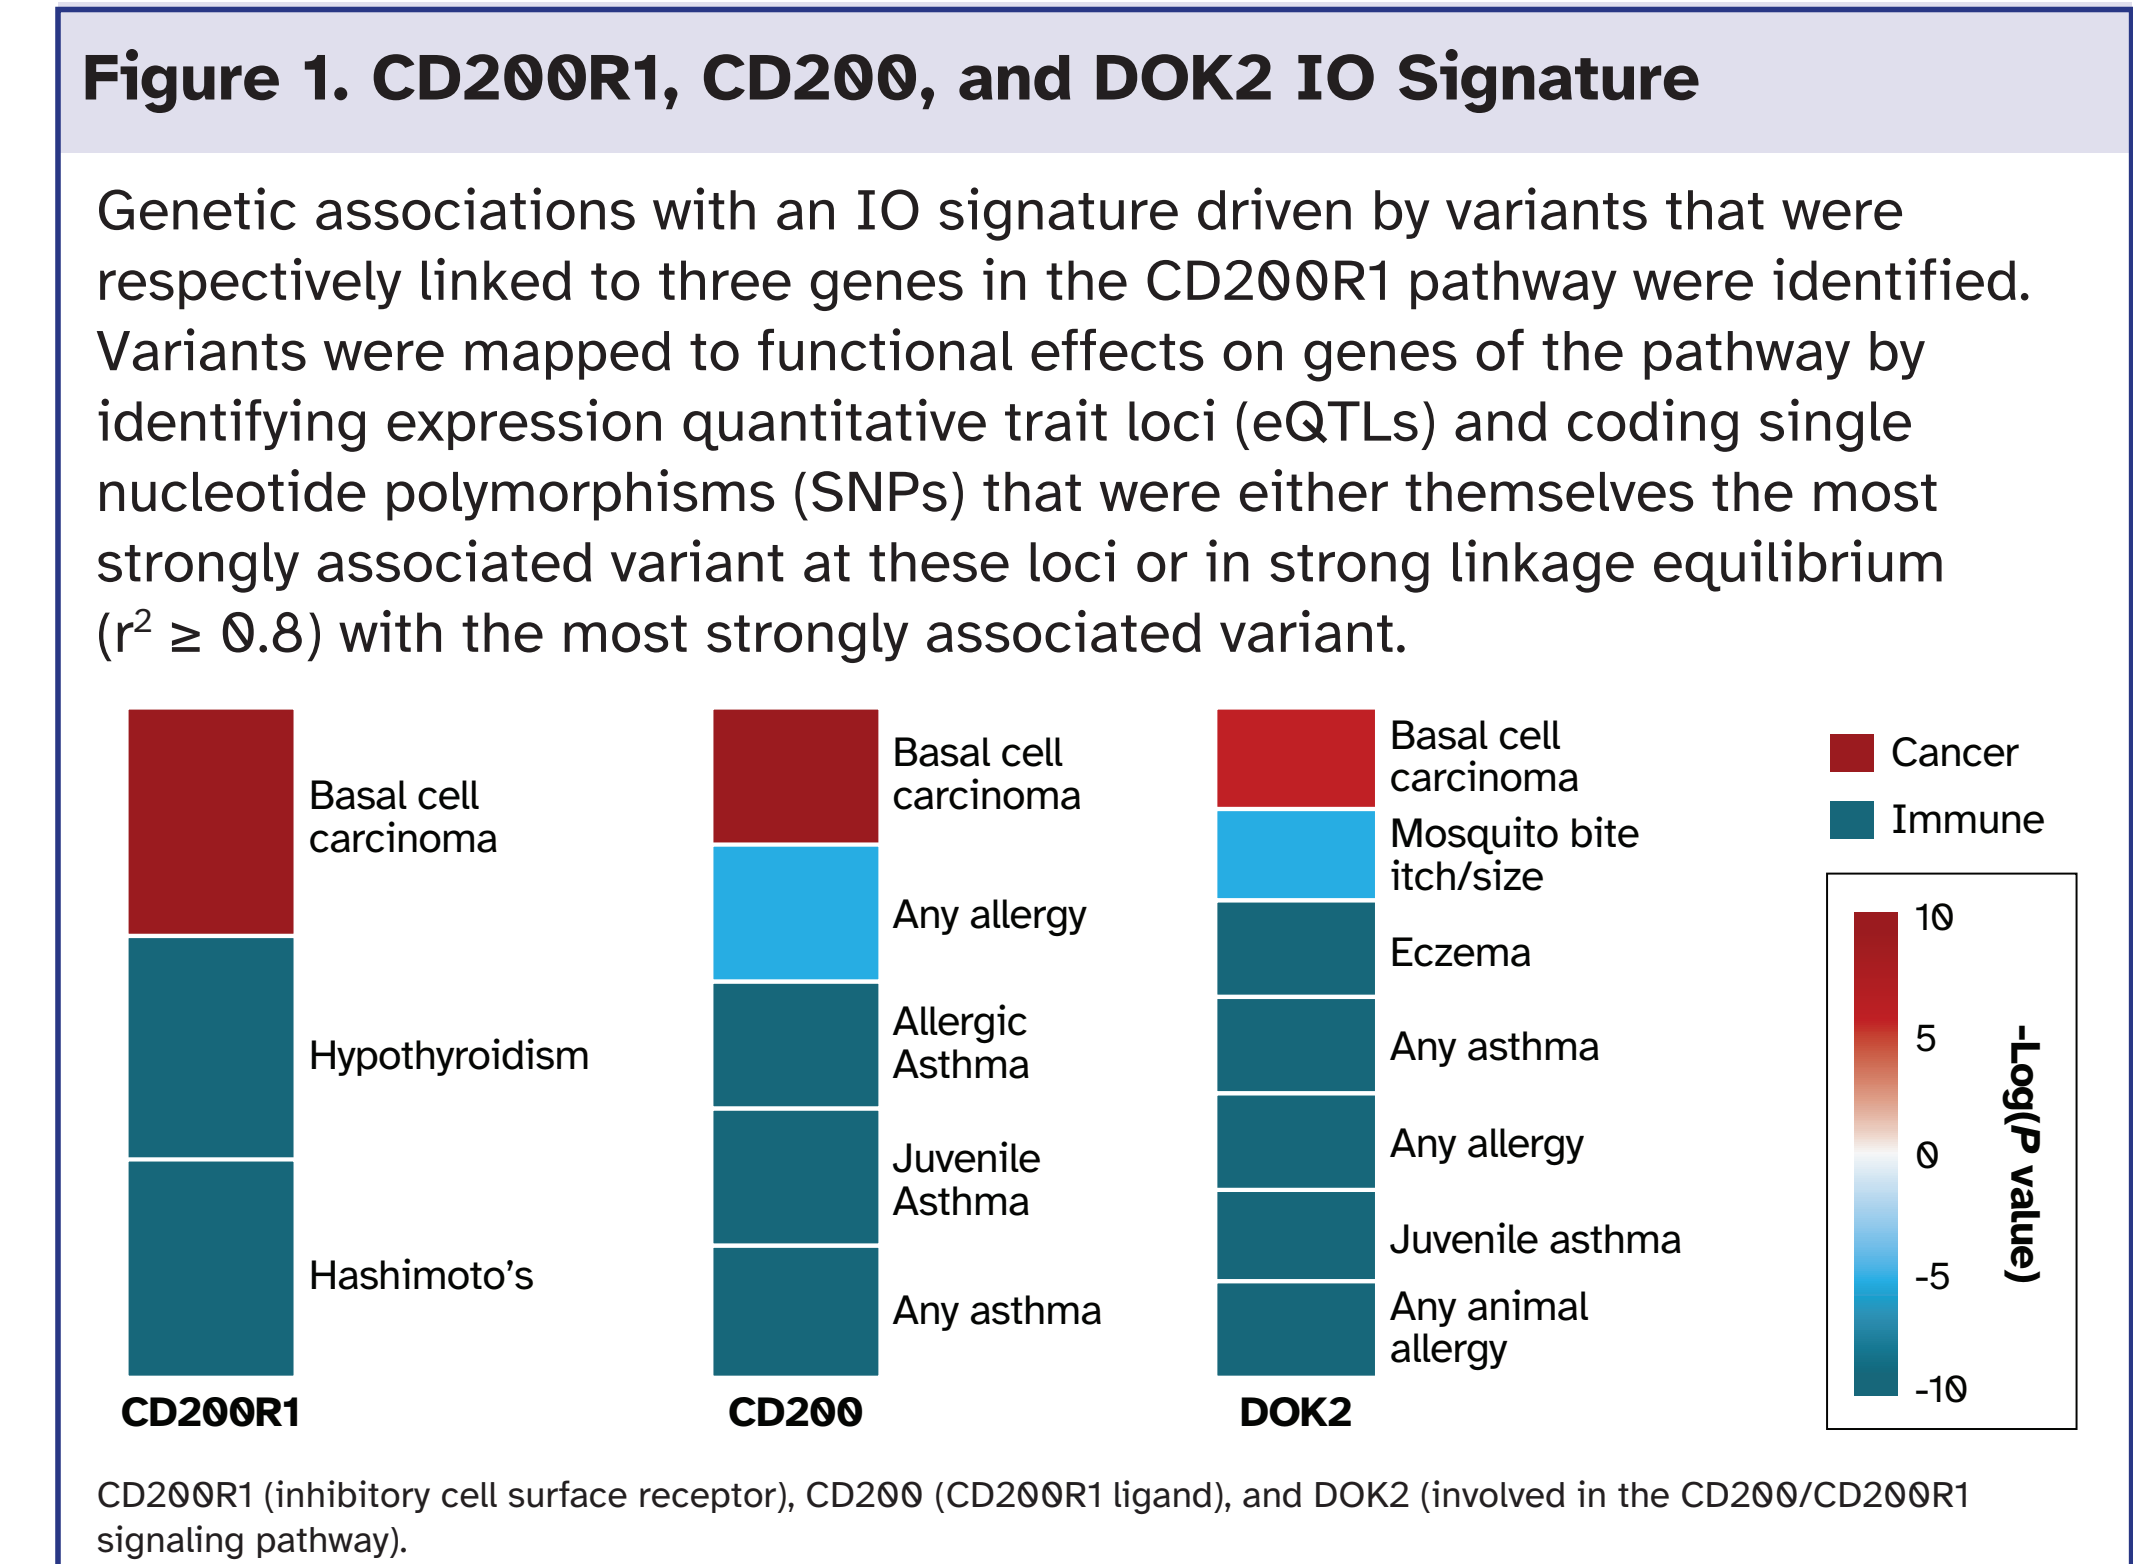 Figure 1. CD200R1, CD200, and DOK2 IO Signature
Genetic associations with an IO signature driven by variants that were
respectively linked to three genes in the CD200R1 pathway were identified.
Variants were mapped to functional effects on genes of the pathway by
identifying expression quantitative trait loci (eQTLs) and coding single
nucleotide polymorphisms (SNPs) that were either themselves the most
strongly associated variant at these loci or in strong linkage equilibrium
(r² ≥ 0.8) with the most strongly associated variant.
Basal cell
carcinoma
Hypothyroidism
Hashimoto’s
CD200R1
Basal cell
carcinoma
Any allergy
Allergic
Asthma
Juvenile
Asthma
Any asthma
CD200
Basal cell
carcinoma
Mosquito bite
itch/size
Eczema
Any asthma
Any allergy
Juvenile asthma
Any animal
allergy
DOK2
Cancer
Immune
10
5
0
-5
-10
-Log(P value)
CD200R1 (inhibitory cell surface receptor), CD200 (CD200R1 ligand), and DOK2 (involved in the CD200/CD200R1
signaling pathway).